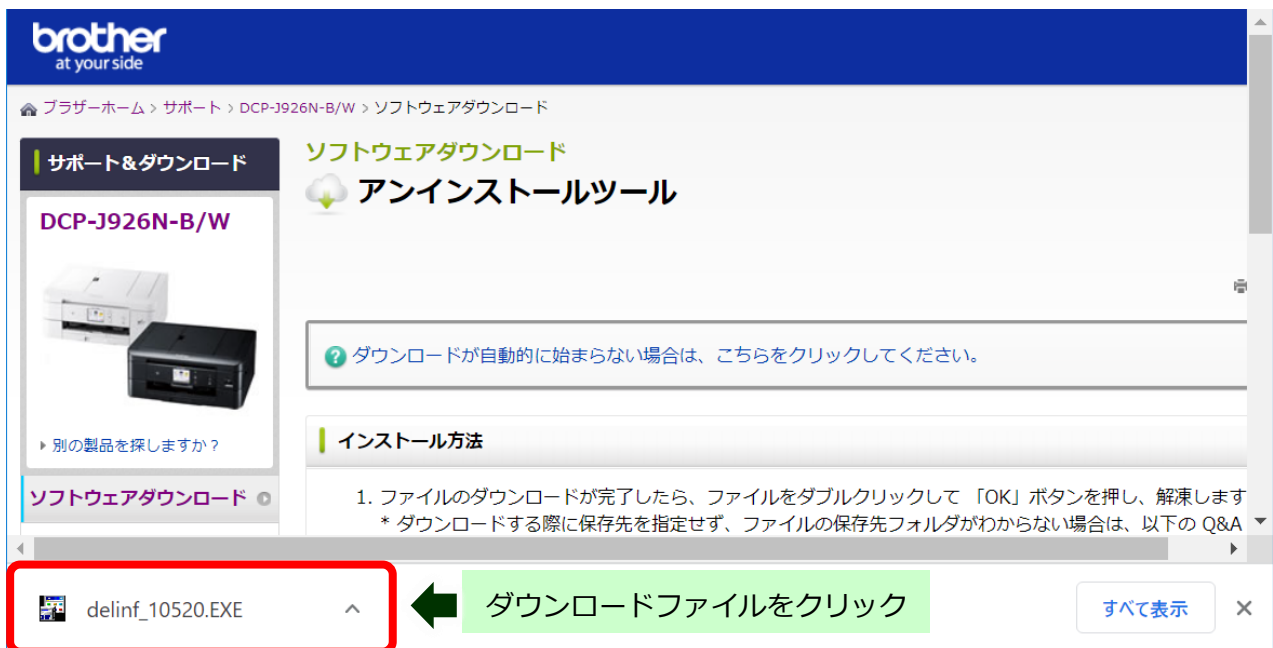 brother
at your side
ブラザーホーム > サポート > DCP-J926N-B/W > ソフトウェアダウンロード
サポート&ダウンロード
DCP-J926N-B/W
別の製品を探しますか？
ソフトウェアダウンロード
ソフトウェアダウンロード
アンインストールツール
ダウンロードが自動的に始まらない場合は、こちらをクリックしてください。
インストール方法
1. ファイルのダウンロードが完了したら、ファイルをダブルクリックして 「OK」ボタンを押し、解凍します
* ダウンロードする際に保存先を指定せず、ファイルの保存先フォルダがわからない場合は、以下の Q&A
delinf_10520.EXE
ダウンロードファイルをクリック
すべて表示